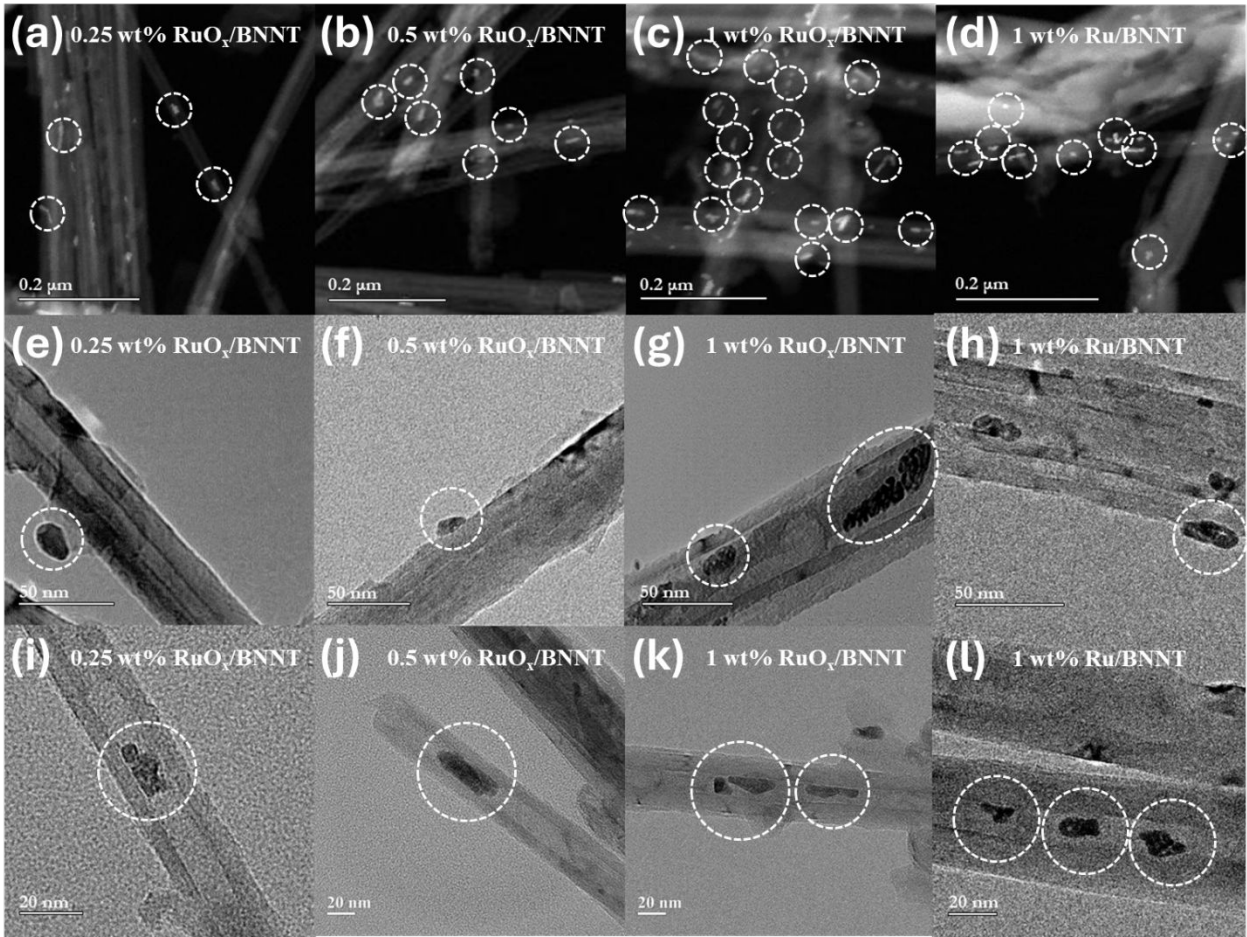 (a) 0.25 wt% RuOₓ/BNNT
(b) 0.5 wt% RuOₓ/BNNT
(c) 1 wt% RuOₓ/BNNT
(d) 1 wt% Ru/BNNT
0.2 μm
0.2 μm
0.2 μm
0.2 μm
(e) 0.25 wt% RuOₓ/BNNT
(f) 0.5 wt% RuOₓ/BNNT
(g) 1 wt% RuOₓ/BNNT
(h) 1 wt% Ru/BNNT
50 nm
50 nm
50 nm
50 nm
(i) 0.25 wt% RuOₓ/BNNT
(j) 0.5 wt% RuOₓ/BNNT
(k) 1 wt% RuOₓ/BNNT
(l) 1 wt% Ru/BNNT
20 nm
20 nm
20 nm
20 nm